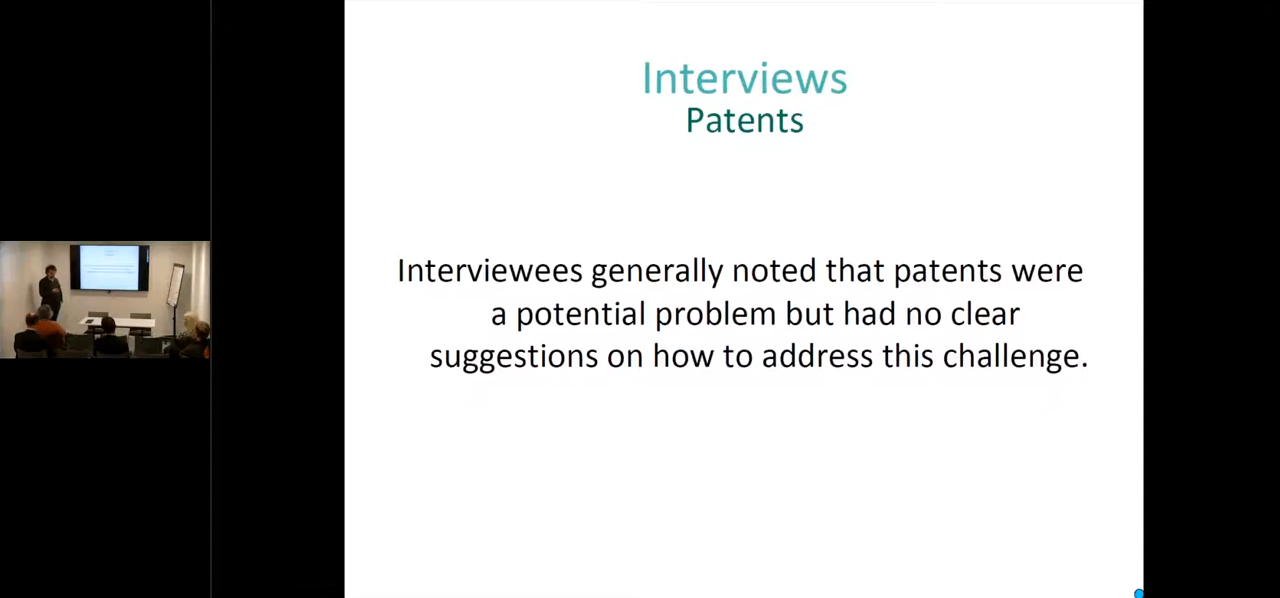 Interviews
Patents
Interviewees generally noted that patents were
a potential problem but had no clear
suggestions on how to address this challenge.